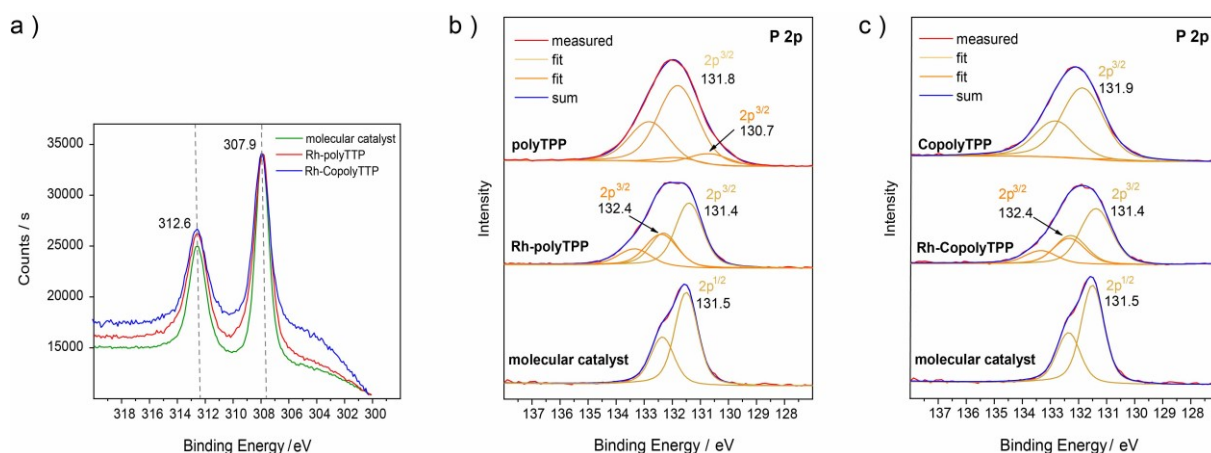 a )
35000
30000
25000
20000
15000
Counts / s
312.6
307.9
molecular catalyst
Rh-polyTTP
Rh-CopolyTTP
318 316 314 312 310 308 306 304 302 300
Binding Energy / eV
b )
P 2p
measured
fit
fit
sum
2p3/2
131.8
2p3/2
130.7
polyTPP
2p3/2
132.4
2p3/2
131.4
Rh-polyTPP
2p1/2
131.5
molecular catalyst
Intensity
137 136 135 134 133 132 131 130 129 128
Binding Energy / eV
c )
P 2p
measured
fit
fit
sum
2p3/2
131.9
CopolyTPP
2p3/2
132.4
2p3/2
131.4
Rh-CopolyTPP
2p1/2
131.5
molecular catalyst
Intensity
137 136 135 134 133 132 131 130 129 128
Binding Energy / eV